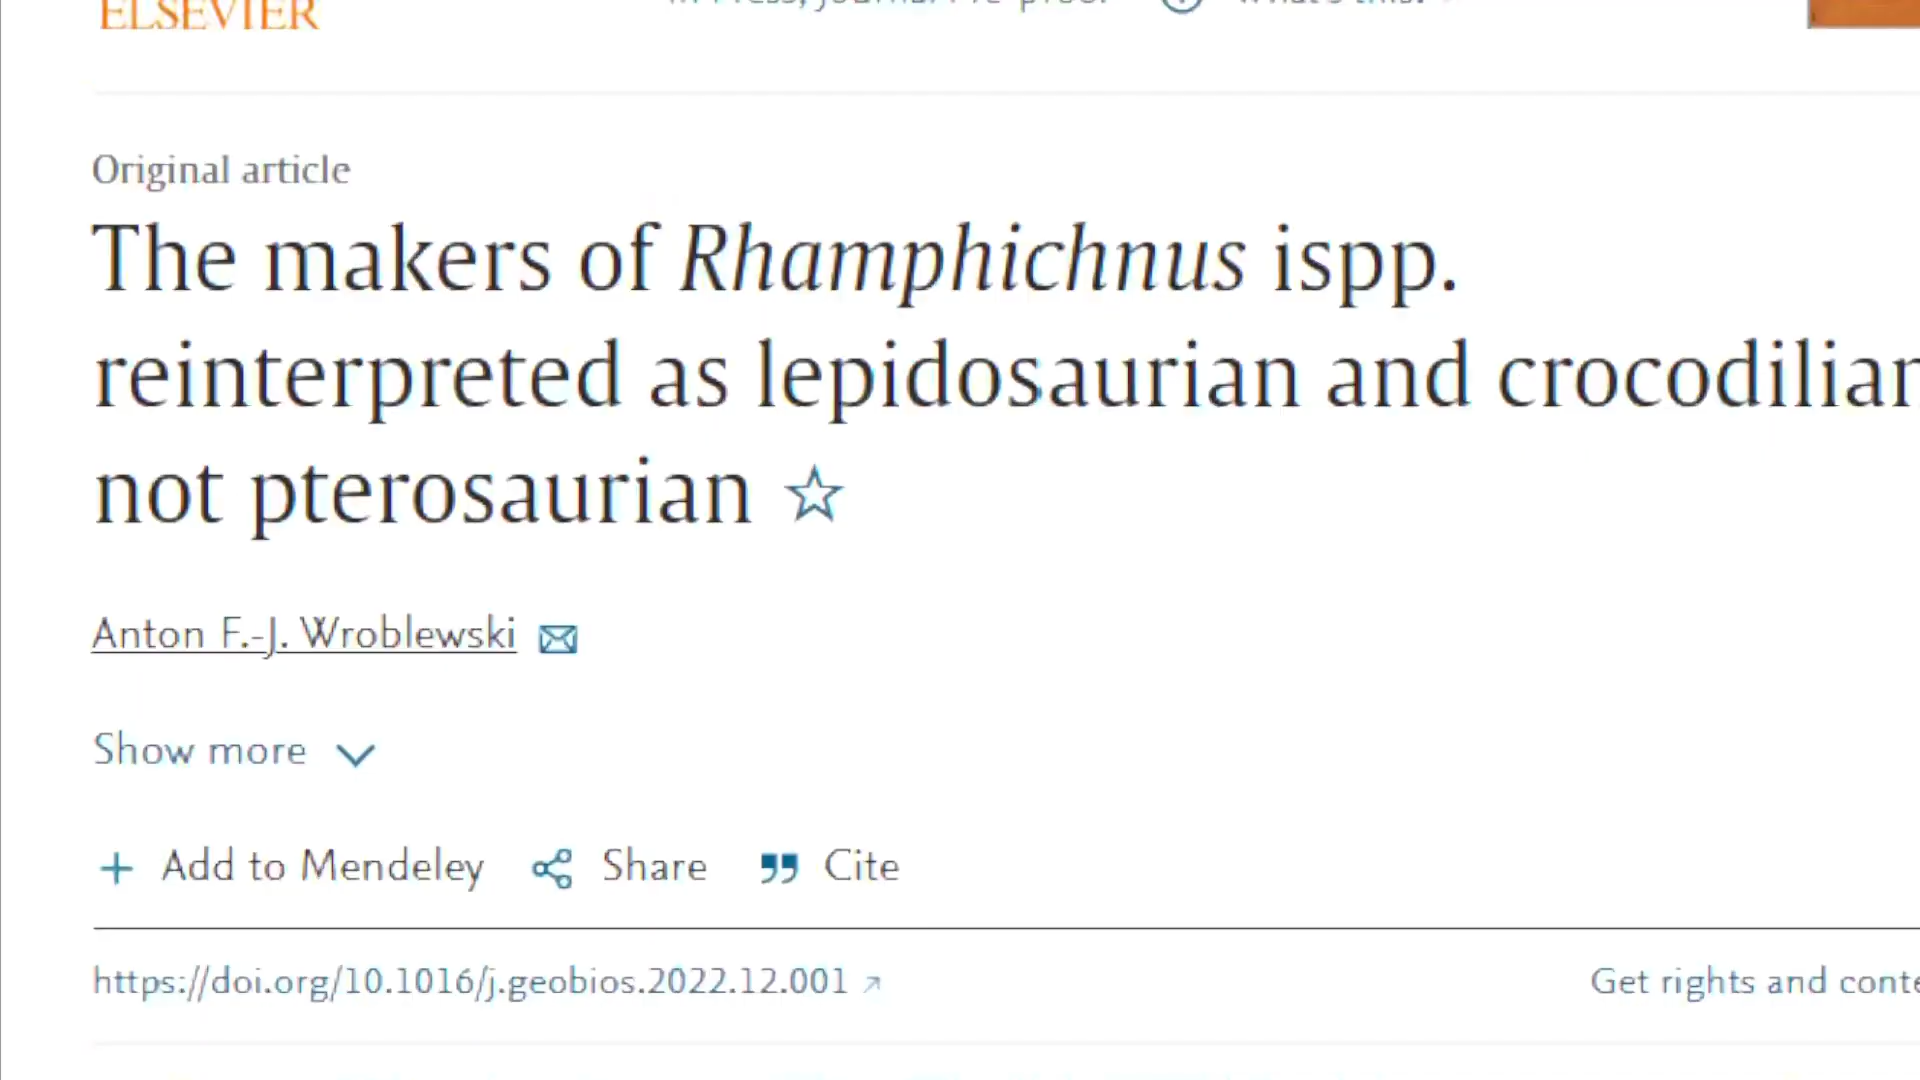 ELSEVIER
Original article
The makers of Rhamphichnus ispp.
reinterpreted as lepidosaurian and crocodilian
not pterosaurian ☆
Anton F.-J. Wroblewski
Show more
+ Add to Mendeley Share Cite
https://doi.org/10.1016/j.geobios.2022.12.001 Get rights and conte